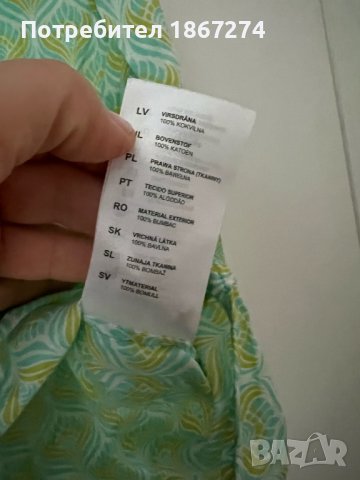 Потребител 1867274
LV VIRSDRĀNA
100% KOKVILNA
NL BOVENSTOF
100% KATOEN
PL PRAWA STRONA (TKANINY)
100% BAWEŁNA
PT TECIDO SUPERIOR
100% ALGODÃO
RO MATERIAL EXTERIOR
100% BUMBAC
SK VRCHNÁ LÁTKA
100% BAVLNA
SL ZUNAJA TKANINA
100% BOMBAŽ
SV YTMATERIAL
100% BOMULL
BAZAR